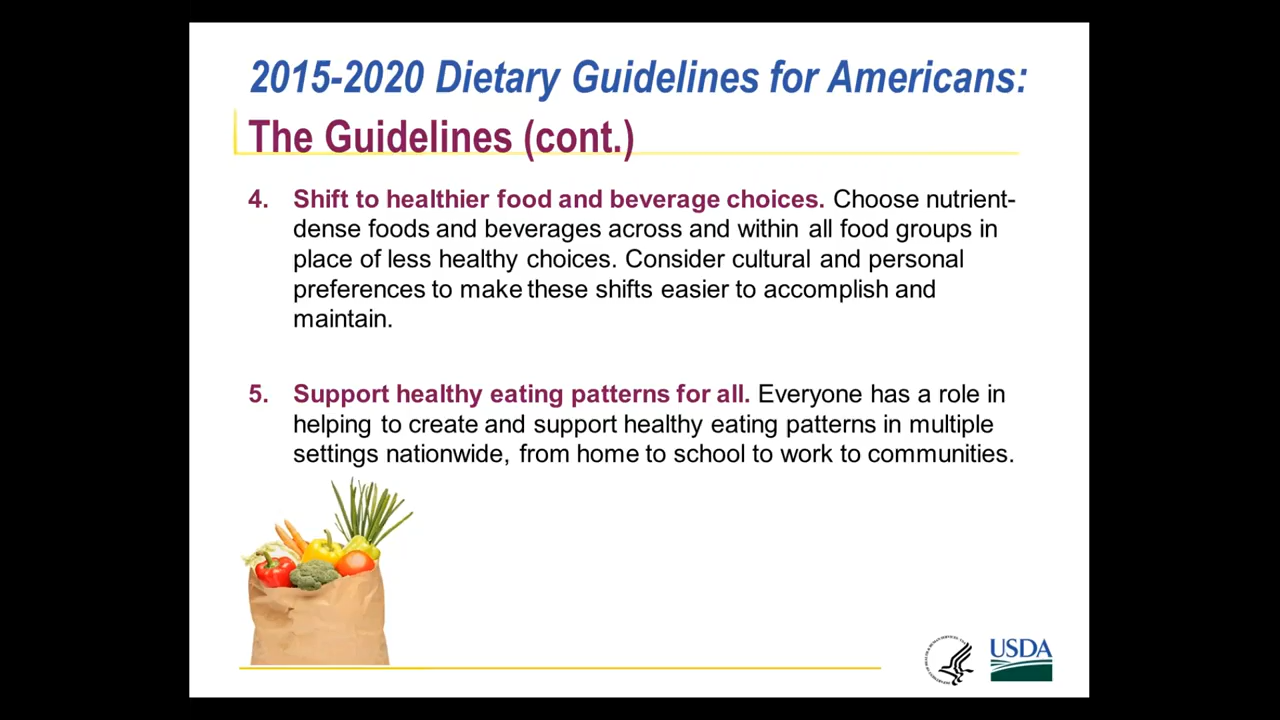 2015-2020 Dietary Guidelines for Americans:
The Guidelines (cont.)
4. Shift to healthier food and beverage choices. Choose nutrient-
dense foods and beverages across and within all food groups in
place of less healthy choices. Consider cultural and personal
preferences to make these shifts easier to accomplish and
maintain.
5. Support healthy eating patterns for all. Everyone has a role in
helping to create and support healthy eating patterns in multiple
settings nationwide, from home to school to work to communities.
USDA